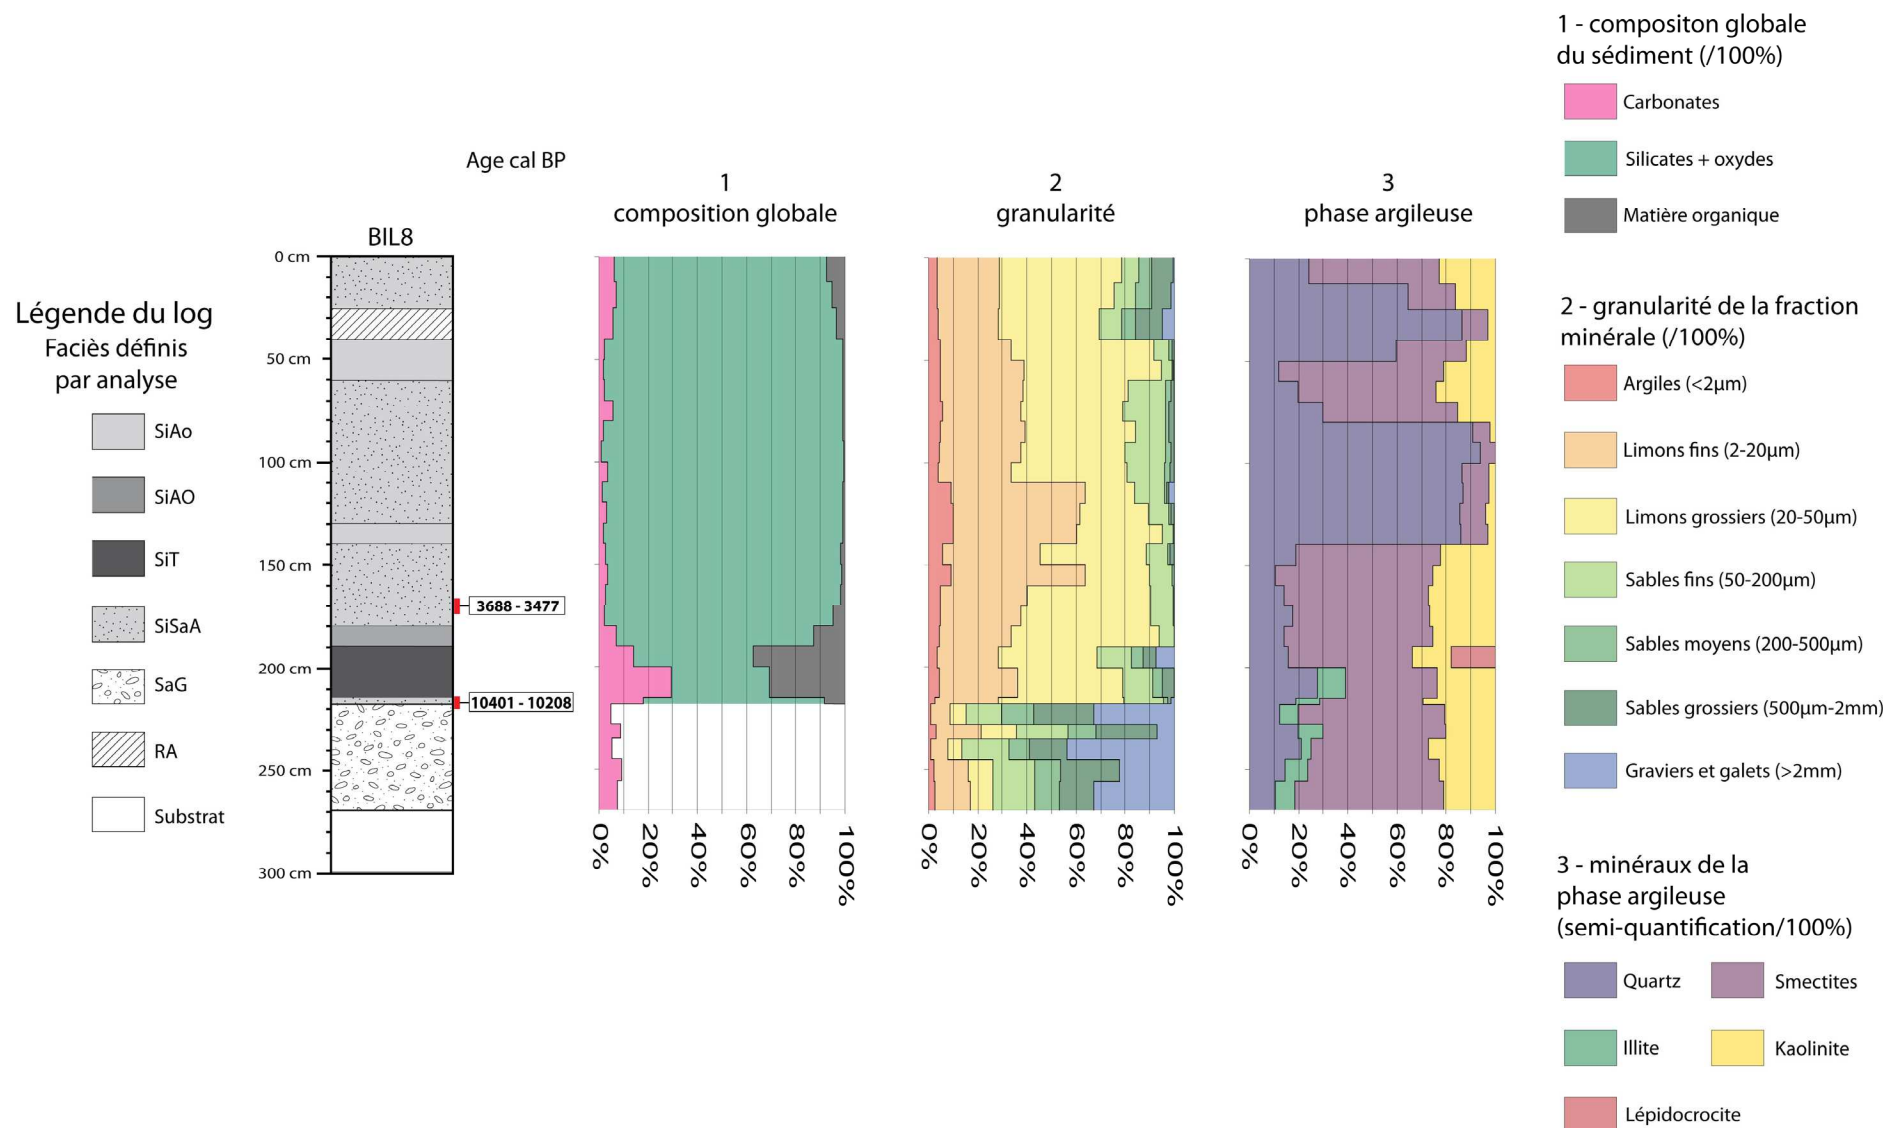 1 - compositon globale
du sédiment (/100%)
Carbonates
Silicates + oxydes
Matière organique
Age cal BP
1
composition globale
2
granularité
3
phase argileuse
BIL8
0 cm
50 cm
100 cm
150 cm
200 cm
250 cm
300 cm
3688 - 3477
10401 - 10208
Légende du log
Faciès définis
par analyse
SiAo
SiAO
SiT
SiSaA
SaG
RA
Substrat
0%
20%
40%
60%
80%
100%
0%
20%
40%
60%
80%
100%
0%
20%
40%
60%
80%
100%
2 - granularité de la fraction
minérale (/100%)
Argiles (<2µm)
Limons fins (2-20µm)
Limons grossiers (20-50µm)
Sables fins (50-200µm)
Sables moyens (200-500µm)
Sables grossiers (500µm-2mm)
Graviers et galets (>2mm)
3 - minéraux de la
phase argileuse
(semi-quantification/100%)
Quartz
Smectites
Illite
Kaolinite
Lépidocrocite